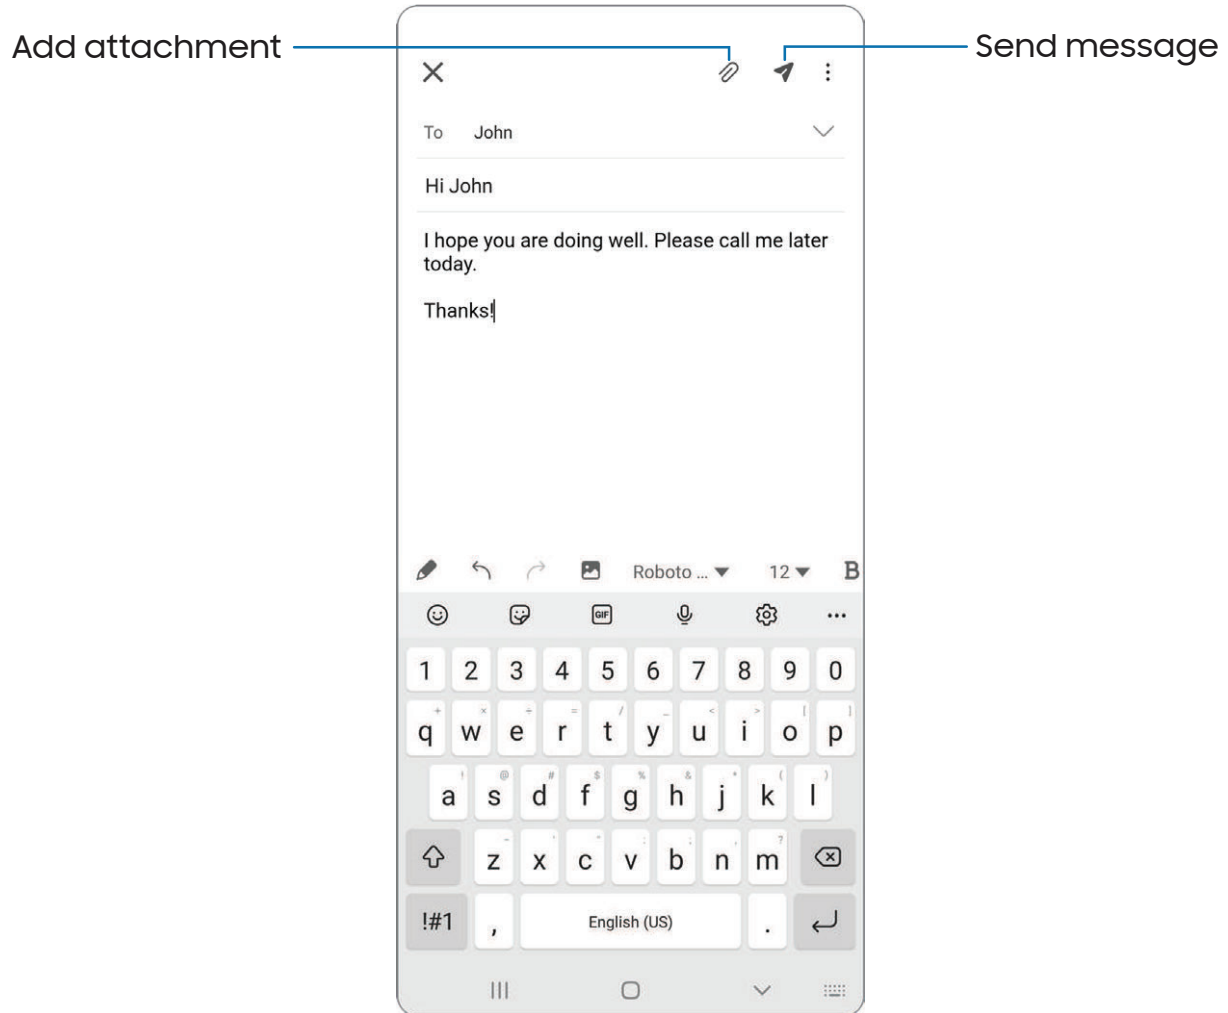 Add attachment
Send message
To John
Hi John
I hope you are doing well. Please call me later
today.
Thanks!
Roboto ... 12 B
GIF
1 2 3 4 5 6 7 8 9 0
+ × ÷ = / _ < > [ ]
q w e r t y u i o p
! @ # $ % & * ( )
a s d f g h j k l
- ' " : ; , ?
z x c v b n m
!#1 , English (US) .